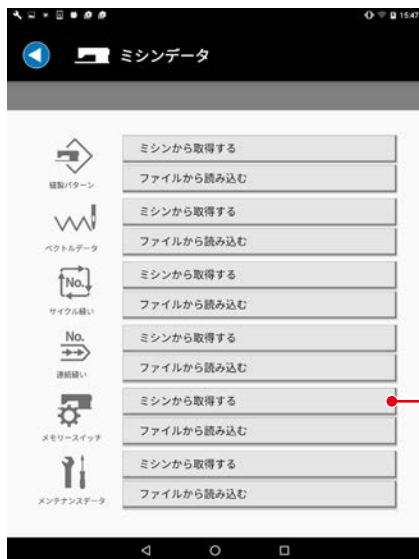 15:47
ミシンデータ
ミシンから取得する
ファイルから読み込む
縫製パターン
ミシンから取得する
ファイルから読み込む
ベクトルデータ
No.
ミシンから取得する
ファイルから読み込む
サイクル縫い
No.
ミシンから取得する
ファイルから読み込む
連続縫い
ミシンから取得する
ファイルから読み込む
メモリースイッチ
ミシンから取得する
ファイルから読み込む
メンテナンスデータ